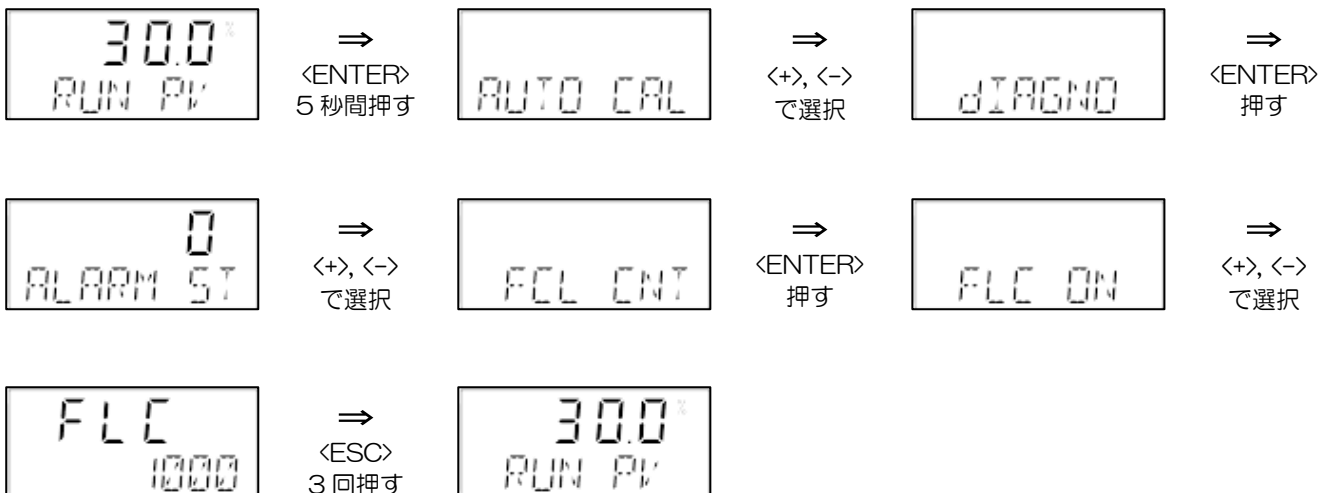 30.0 %
RUN PV
⇒
<ENTER>
5 秒間押す
AUTO CAL
⇒
<+>, <->
で選択
dIAGNO
⇒
<ENTER>
押す
0
ALARM ST
⇒
<+>, <->
で選択
FCL CNT
⇒
<ENTER>
押す
FLC ON
⇒
<+>, <->
で選択
FLC
1000
⇒
<ESC>
3 回押す
30.0 %
RUN PV